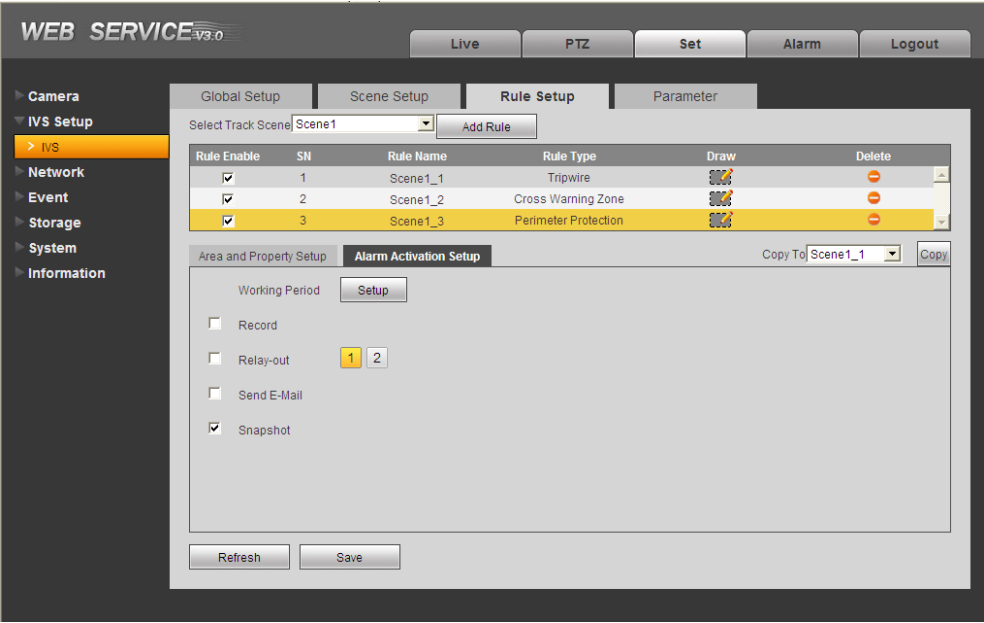 WEB SERVICE V3.0
Live PTZ Set Alarm Logout
Camera
IVS Setup
> IVS
Network
Event
Storage
System
Information
Global Setup Scene Setup Rule Setup Parameter
Select Track Scene Scene1 Add Rule
Rule Enable SN Rule Name Rule Type Draw Delete
1 Scene1_1 Tripwire
2 Scene1_2 Cross Warning Zone
3 Scene1_3 Perimeter Protection
Area and Property Setup Alarm Activation Setup Copy To Scene1_1 Copy
Working Period Setup
Record
Relay-out 1 2
Send E-Mail
Snapshot
Refresh Save